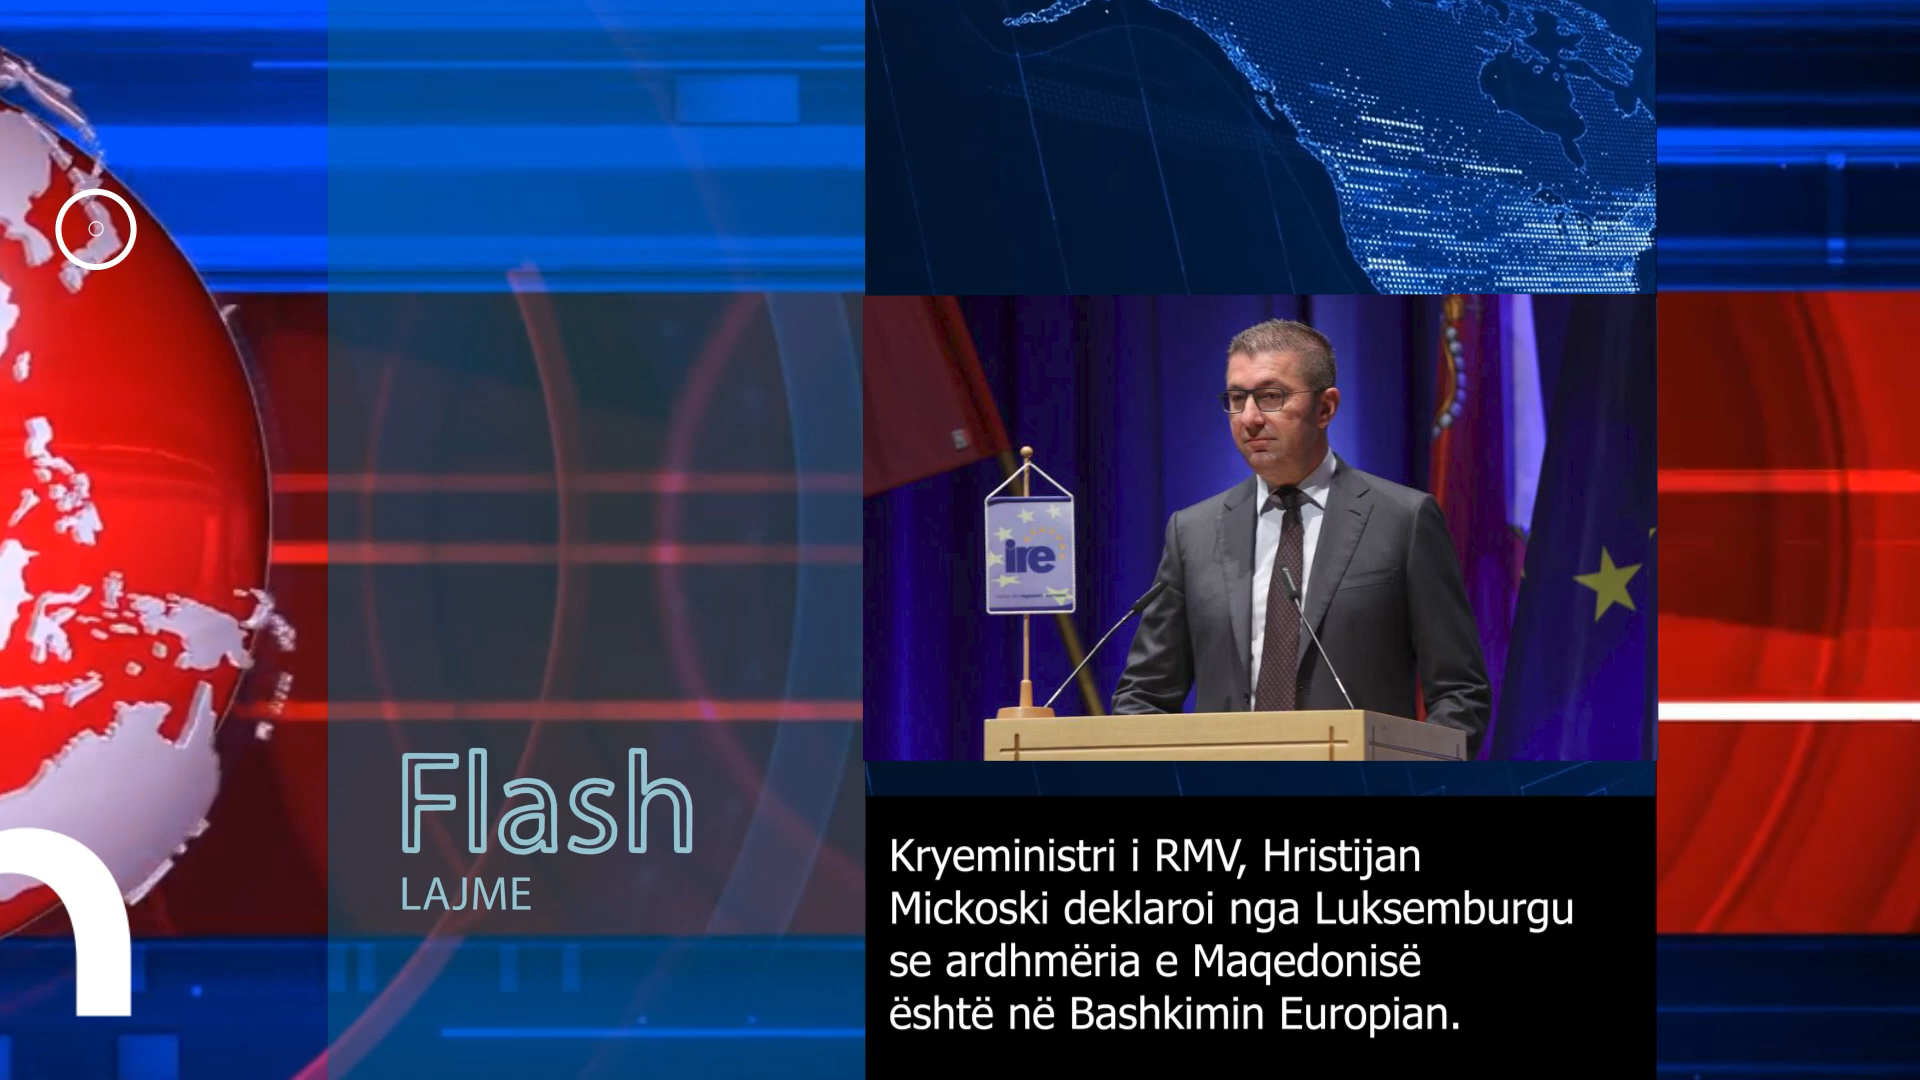 Flash
LAJME
ire
Kryeministri i RMV, Hristijan
Mickoski deklaroi nga Luksemburgu
se ardhmëria e Maqedonisë
është në Bashkimin Europian.